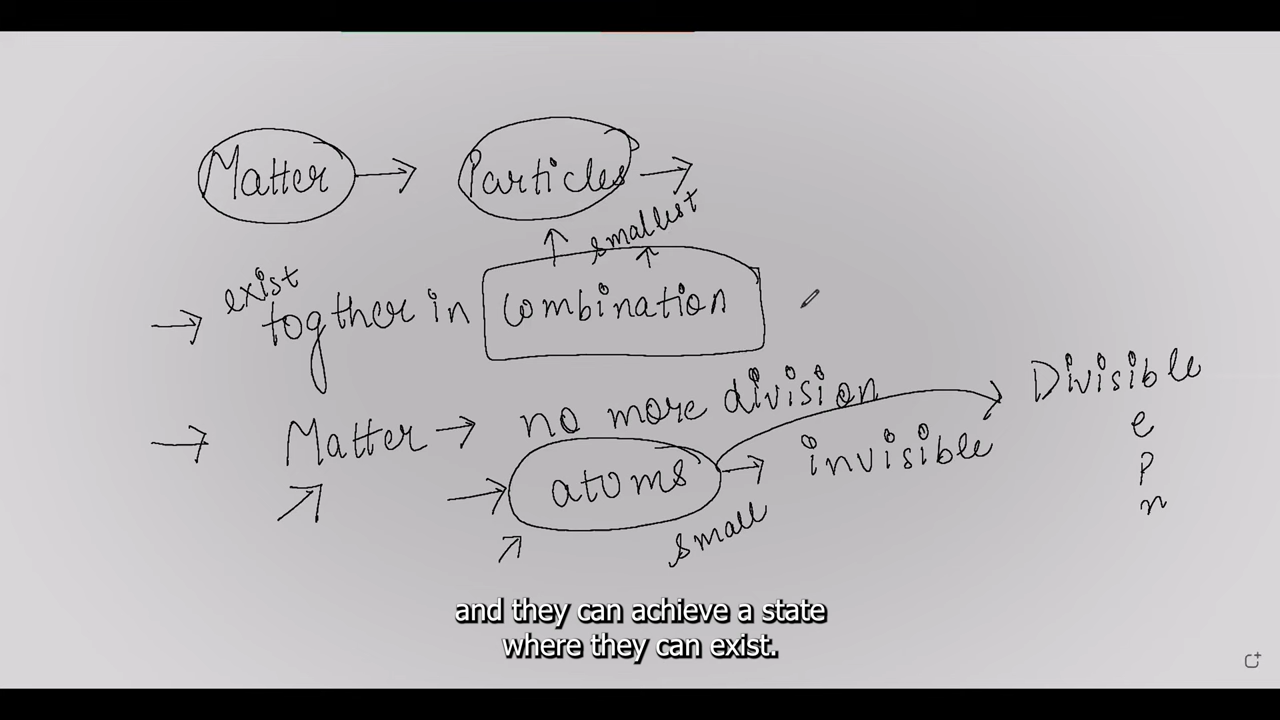 Matter → Particles →
smallest
↑ ↑
→ exist
together in combination
→ Matter → no more division Divisible
→ atoms → invisible e
small p
n
and they can achieve a state
where they can exist.